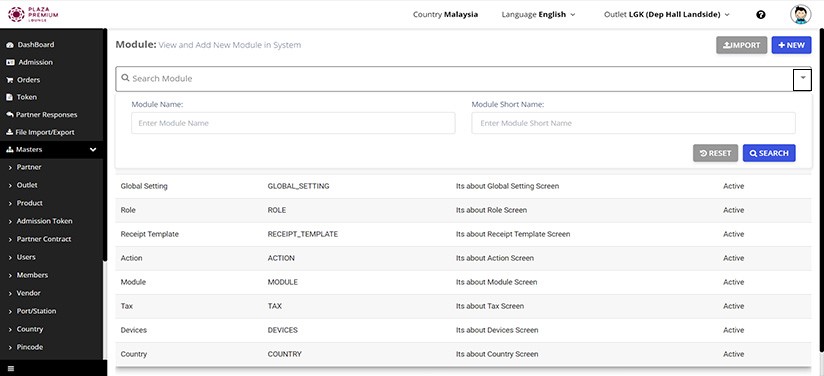 PLAZA
PREMIUM
LOUNGE
Country Malaysia
Language English
Outlet LGK (Dep Hall Landside)
DashBoard
Admission
Orders
Token
Partner Responses
File Import/Export
Masters
Partner
Outlet
Product
Admission Token
Partner Contract
Users
Members
Vendor
Port/Station
Country
Pincode
Module: View and Add New Module in System
IMPORT
+ NEW
Search Module
Module Name:
Module Short Name:
Enter Module Name
Enter Module Short Name
RESET
SEARCH
Global Setting GLOBAL_SETTING Its about Global Setting Screen Active
Role ROLE Its about Role Screen Active
Receipt Template RECEIPT_TEMPLATE Its about Receipt Template Screen Active
Action ACTION Its about Action Screen Active
Module MODULE Its about Module Screen Active
Tax TAX Its about Tax Screen Active
Devices DEVICES Its about Devices Screen Active
Country COUNTRY Its about Country Screen Active